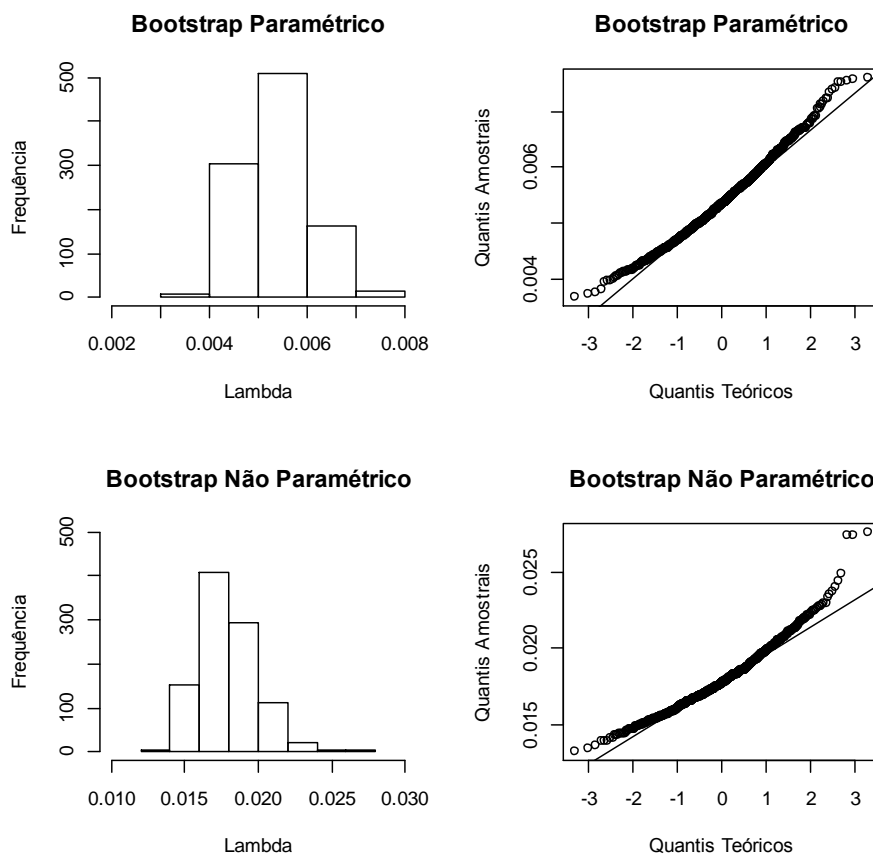 Bootstrap Paramétrico
Frequência
500
300
100
0
0.002 0.004 0.006 0.008
Lambda
Bootstrap Paramétrico
Quantis Amostrais
0.006
0.004
-3 -2 -1 0 1 2 3
Quantis Teóricos
Bootstrap Não Paramétrico
Frequência
500
300
100
0
0.010 0.015 0.020 0.025 0.030
Lambda
Bootstrap Não Paramétrico
Quantis Amostrais
0.025
0.020
0.015
-3 -2 -1 0 1 2 3
Quantis Teóricos